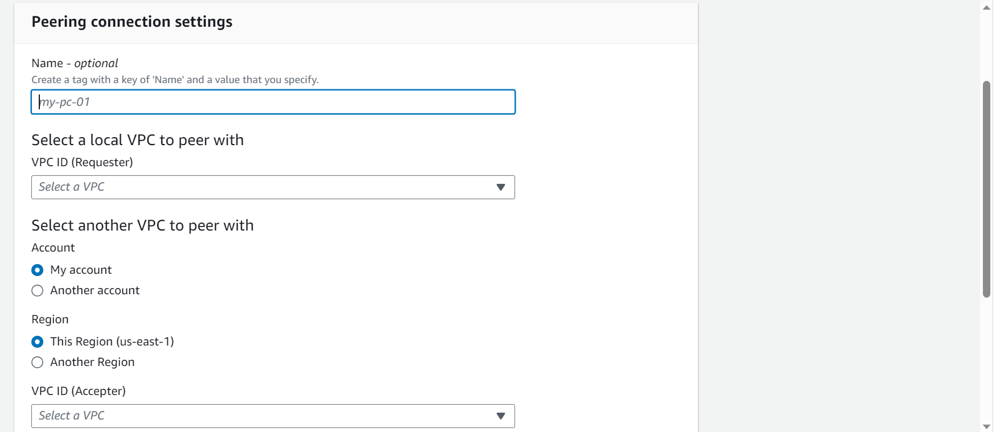 Peering connection settings
Name - optional
Create a tag with a key of 'Name' and a value that you specify.
my-pc-01
Select a local VPC to peer with
VPC ID (Requester)
Select a VPC
Select another VPC to peer with
Account
My account
Another account
Region
This Region (us-east-1)
Another Region
VPC ID (Accepter)
Select a VPC